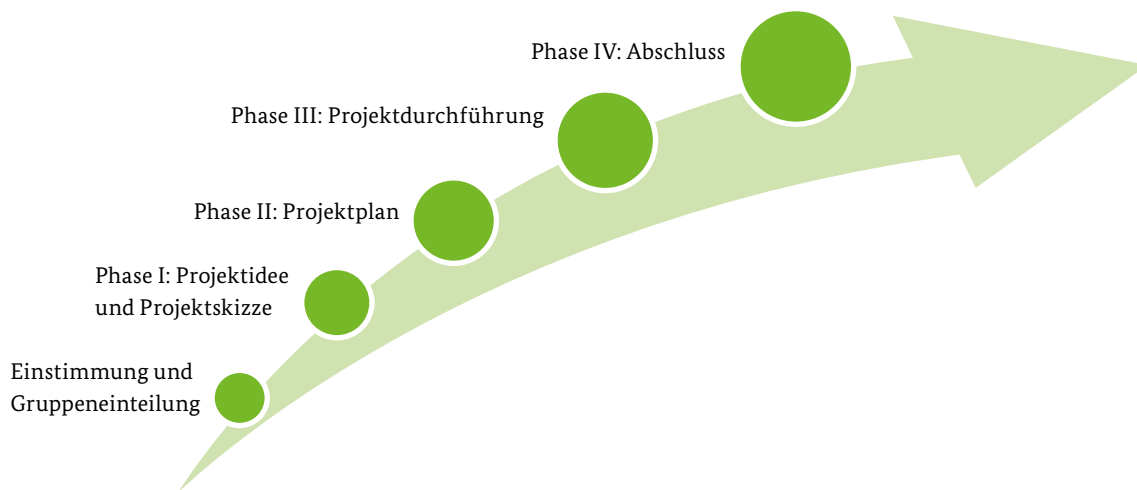 Phase IV: Abschluss
Phase III: Projektdurchführung
Phase II: Projektplan
Phase I: Projektidee
und Projektskizze
Einstimmung und
Gruppeneinteilung